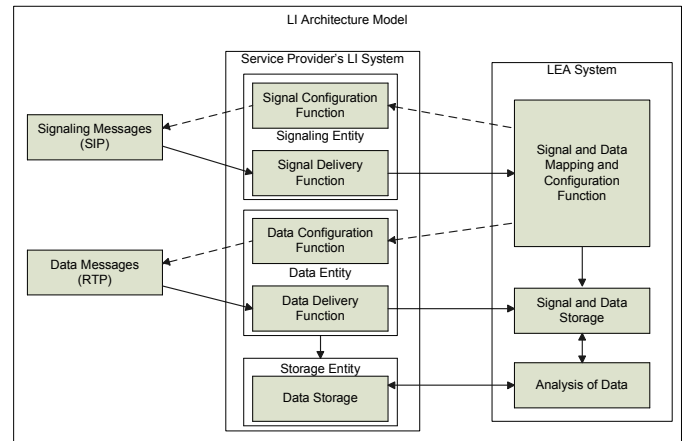 LI Architecture Model
Service Provider's LI System
Signal Configuration
Function
Signaling Entity
Signal Delivery
Function
Signaling Messages
(SIP)
Data Configuration
Function
Data Entity
Data Delivery
Function
Data Messages
(RTP)
Storage Entity
Data Storage
LEA System
Signal and Data
Mapping and
Configuration
Function
Signal and Data
Storage
Analysis of Data